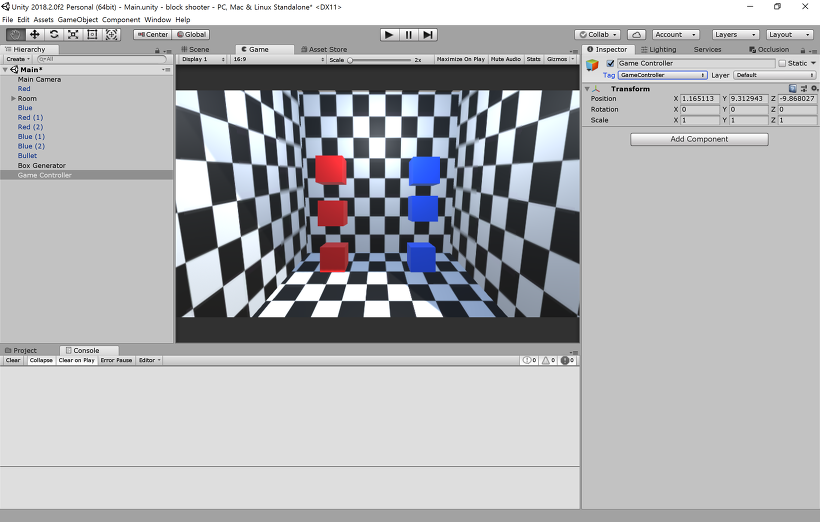 Unity 2018.2.0f2 Personal (64bit) - Main.unity - block shooter - PC, Mac & Linux Standalone* <DX11>
File Edit Assets GameObject Component Window Help
Center Global Collab Account Layers Layout
Hierarchy Scene Game Asset Store Inspector Lighting Services Occlusion
Create All Display 1 16:9 Scale 2x Maximize On Play Mute Audio Stats Gizmos Game Controller Static
Main*
Main Camera
Red
Room
Blue
Red (1)
Red (2)
Blue (1)
Blue (2)
Bullet
Box Generator
Game Controller
Tag GameController Layer Default
Transform
Position X 1.165113 Y 9.312943 Z -9.868027
Rotation X 0 Y 0 Z 0
Scale X 1 Y 1 Z 1
Add Component
Project Console
Clear Collapse Clear on Play Error Pause Editor 0 0 0